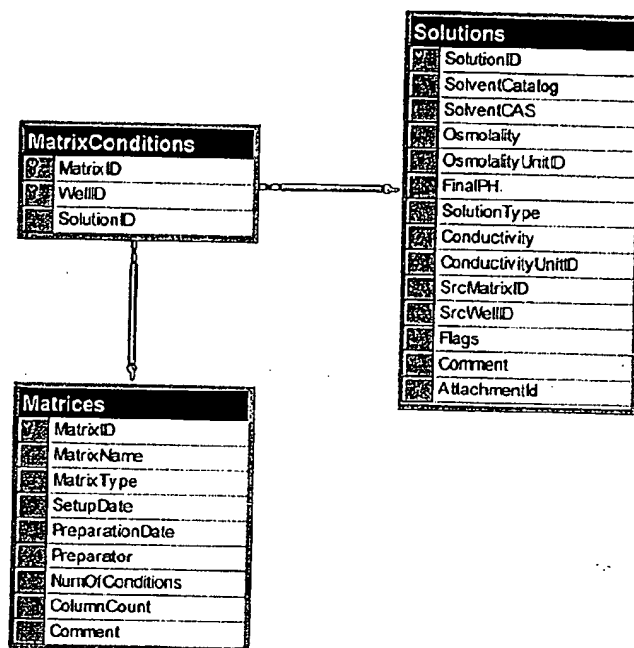 MatrixConditions
MatrixID
WellID
SolutionID
Solutions
SolutionID
SolventCatalog
SolventCAS
Osmolality
OsmolalityUnitID
FinalPH
SolutionType
Conductivity
ConductivityUnitID
SrcMatrixID
SrcWellID
Flags
Comment
AttachmentId
Matrices
MatrixID
MatrixName
MatrixType
SetupDate
PreparationDate
Preparator
NumOfConditions
ColumnCount
Comment